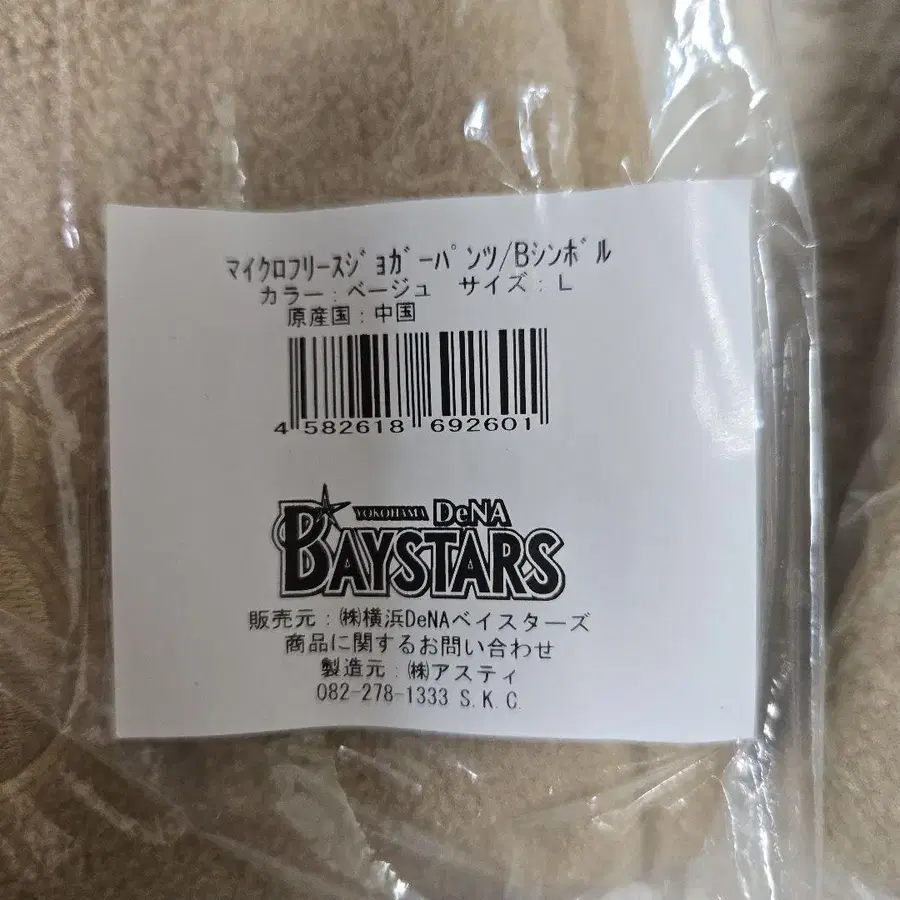 ﾏｲｸﾛﾌﾘｰｽｼﾞｮｶﾞｰﾊﾟﾝﾂ/Bｼﾝﾎﾞﾙ
カラー：ベージュ サイズ：L
原産国：中国
4 582618 692601
YOKOHAMA DeNA
BAYSTARS
販売元：㈱横浜DeNAベイスターズ
商品に関するお問い合わせ
製造元：㈱アスティ
082-278-1333 S.K.C.